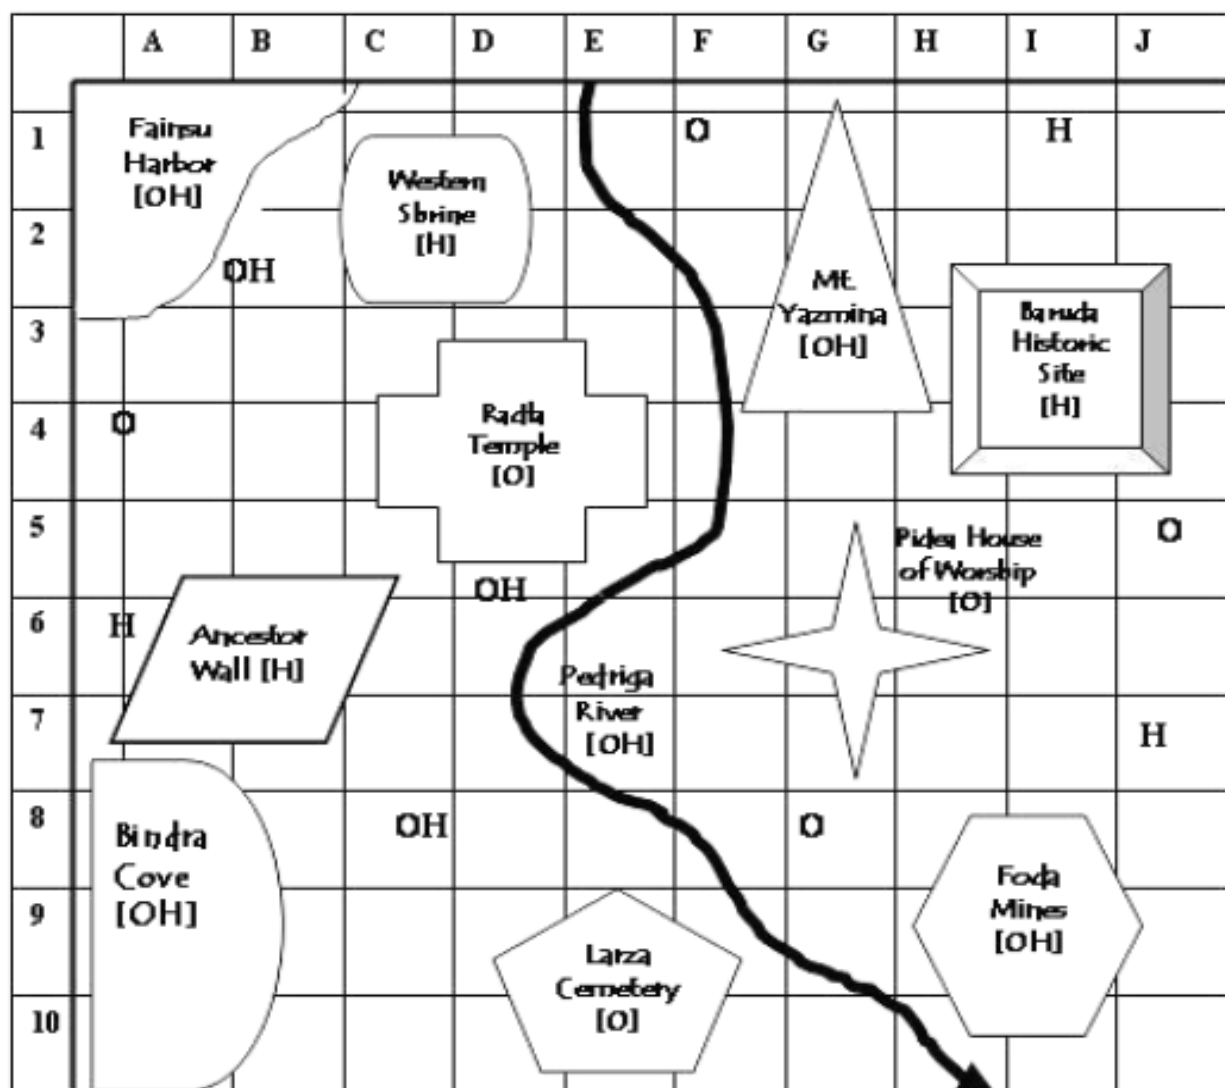 A B C D E F G H I J
1
2
3
4
5
6
7
8
9
10
Fainsu
Harbor
[OH]
Western
Shrine
[H]
O
H
OH
Mt.
Yazmina
[OH]
Baruda
Historic
Site
[H]
O
Radla
Temple
[O]
O
Pidea House
of Worship
[O]
OH
H
Ancestor
Wall [H]
Pedriga
River
[OH]
H
Bindra
Cove
[OH]
OH
O
Foda
Mines
[OH]
Larza
Cemetery
[O]